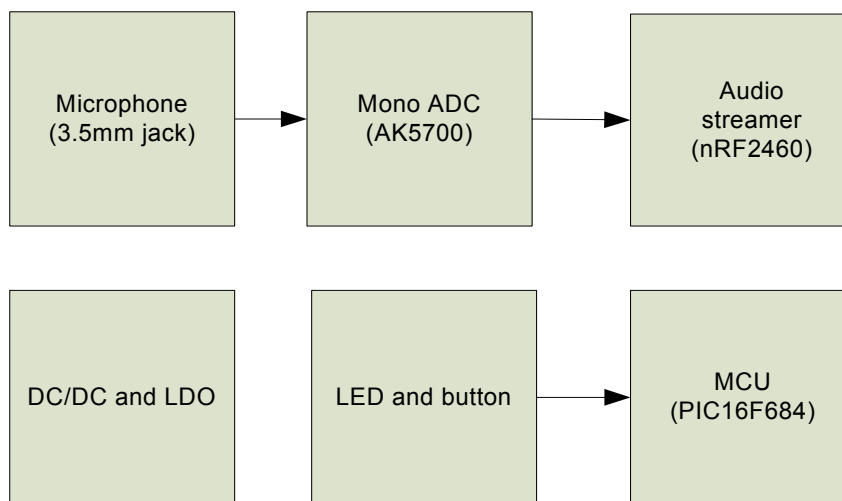 Microphone
(3.5mm jack)
Mono ADC
(AK5700)
Audio
streamer
(nRF2460)
DC/DC and LDO
LED and button
MCU
(PIC16F684)